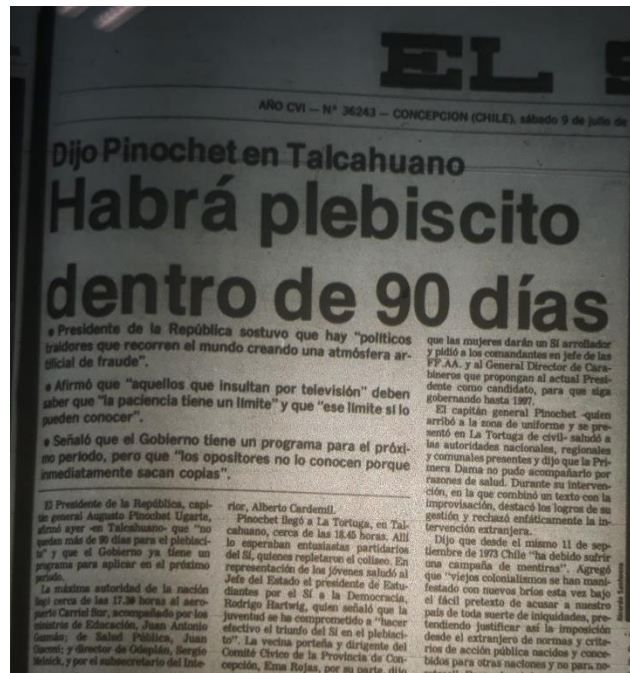 EL S
AÑO CVI — Nº 36243 — CONCEPCION (CHILE), sábado 9 de julio de
Dijo Pinochet en Talcahuano
Habrá plebiscito
dentro de 90 días
• Presidente de la República sostuvo que hay "políticos
traidores que recorren el mundo creando una atmósfera ar-
tificial de fraude".
• Afirmó que "aquellos que insultan por televisión" deben
saber que "la paciencia tiene un límite" y que "ese límite sí lo
pueden conocer".
• Señaló que el Gobierno tiene un programa para el próxi-
mo período, pero que "los opositores no lo conocen porque
inmediatamente sacan copias".
El Presidente de la República, capi-
tán general Augusto Pinochet Ugarte,
afirmó ayer -en Talcahuano- que "no
quedan más de 90 días para el plebisci-
to" y que el Gobierno ya tiene un
programa para aplicar en el próximo
período.
La máxima autoridad de la nación
llegó cerca de las 17.30 horas al aero-
puerto Carriel Sur, acompañado por los
ministros de Educación, Juan Antonio
Guzmán; de Salud Pública, Juan
Giaconi; y director de Odeplán, Sergio
Melnick, y por el subsecretario del Inte-
rior, Alberto Cardemil.
Pinochet llegó a La Tortuga, en Tal-
cahuano, cerca de las 18.45 horas. Allí
lo esperaban entusiastas partidarios
del Sí, quienes repletaron el coliseo. En
representación de los jóvenes saludó al
Jefe del Estado el presidente de Estu-
diantes por el Sí a la Democracia,
Rodrigo Hartwig, quien señaló que la
juventud se ha comprometido a "hacer
efectivo el triunfo del Sí en el plebisci-
to". La vecina porteña y dirigente del
Comité Cívico de la Provincia de Con-
cepción, Ema Rojas, por su parte, dijo
que las mujeres darán un Sí arrollador
y pidió a los comandantes en jefe de las
FF.AA. y al General Director de Cara-
bineros que propongan al actual Presi-
dente como candidato, para que siga
gobernando hasta 1997.
El capitán general Pinochet -quien
arribó a la zona de uniforme y se pre-
sentó en La Tortuga de civil- saludó a
las autoridades nacionales, regionales
y comunales presentes y dijo que la Pri-
mera Dama no pudo acompañarlo por
razones de salud. Durante su interven-
ción, en la que combinó un texto con la
improvisación, destacó los logros de su
gestión y rechazó enfáticamente la in-
tervención extranjera.
Dijo que desde el mismo 11 de sep-
tiembre de 1973 Chile "ha debido sufrir
una campaña de mentiras". Agregó
que "viejos colonialismos se han mani-
festado con nuevos bríos esta vez bajo
el fácil pretexto de acusar a nuestro
país de toda suerte de iniquidades, pre-
tendiendo justificar así la imposición
desde el extranjero de normas y crite-
rios de acción pública nacidos y conce-
bidos para otras naciones y no para no-